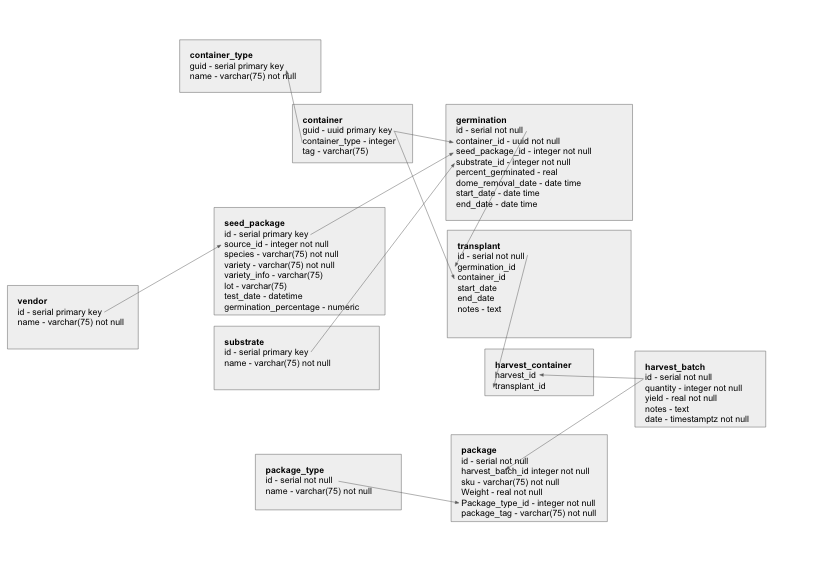 container_type
guid - serial primary key
name - varchar(75) not null
container
guid - uuid primary key
container_type - integer
tag - varchar(75)
germination
id - serial not null
container_id - uuid not null
seed_package_id - integer not null
substrate_id - integer not null
percent_germinated - real
dome_removal_date - date time
start_date - date time
end_date - date time
seed_package
id - serial primary key
source_id - integer not null
species - varchar(75) not null
variety - varchar(75) not null
variety_info - varchar(75)
lot - varchar(75)
test_date - datetime
germination_percentage - numeric
transplant
id - serial not null
germination_id
container_id
start_date
end_date
notes - text
vendor
id - serial primary key
name - varchar(75) not null
substrate
id - serial primary key
name - varchar(75) not null
harvest_container
harvest_id
transplant_id
harvest_batch
id - serial not null
quantity - integer not null
yield - real not null
notes - text
date - timestamptz not null
package_type
id - serial not null
name - varchar(75) not null
package
id - serial not null
harvest_batch_id integer not null
sku - varchar(75) not null
Weight - real not null
Package_type_id - integer not null
package_tag - varchar(75) not null